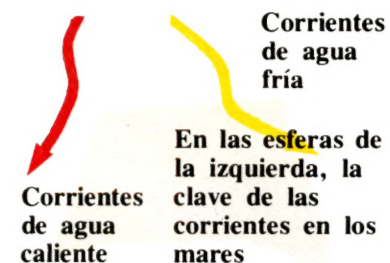 Corrientes
de agua
fría
En las esferas de
la izquierda, la
clave de las
corrientes en los
mares
Corrientes
de agua
caliente